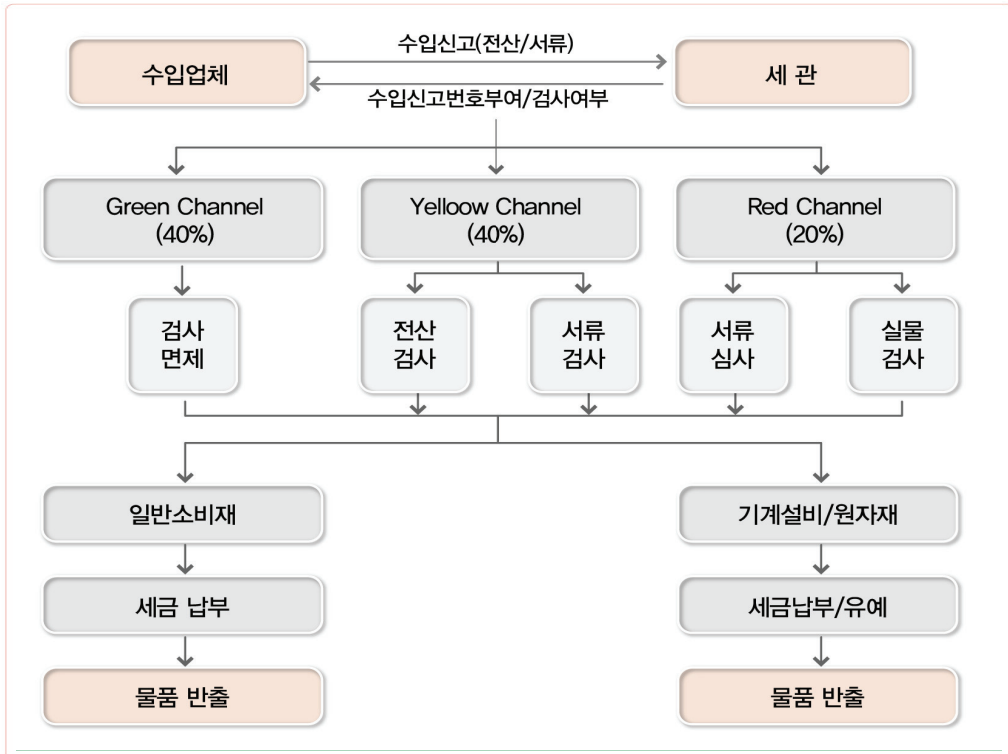 수입업체
수입신고(전산/서류)
세 관
수입신고번호부여/검사여부
Green Channel
(40%)
Yelloow Channel
(40%)
Red Channel
(20%)
검사
면제
전산
검사
서류
검사
서류
심사
실물
검사
일반소비재
기계설비/원자재
세금 납부
세금납부/유예
물품 반출
물품 반출